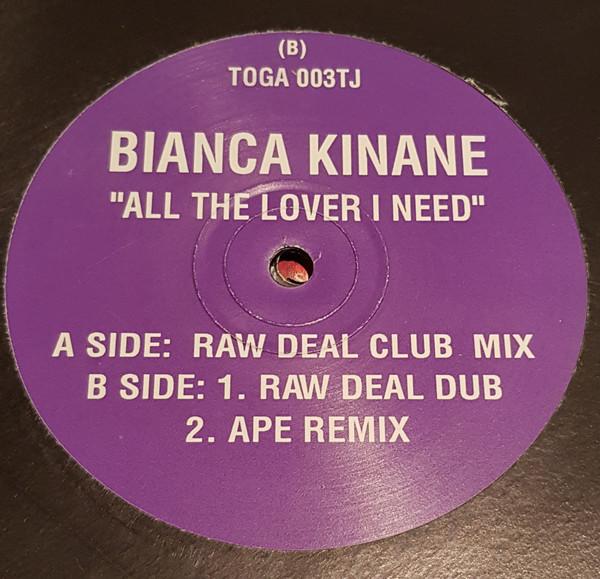 (B)
TOGA 003TJ
BIANCA KINANE
"ALL THE LOVER I NEED"
A SIDE: RAW DEAL CLUB MIX
B SIDE: 1. RAW DEAL DUB
2. APE REMIX